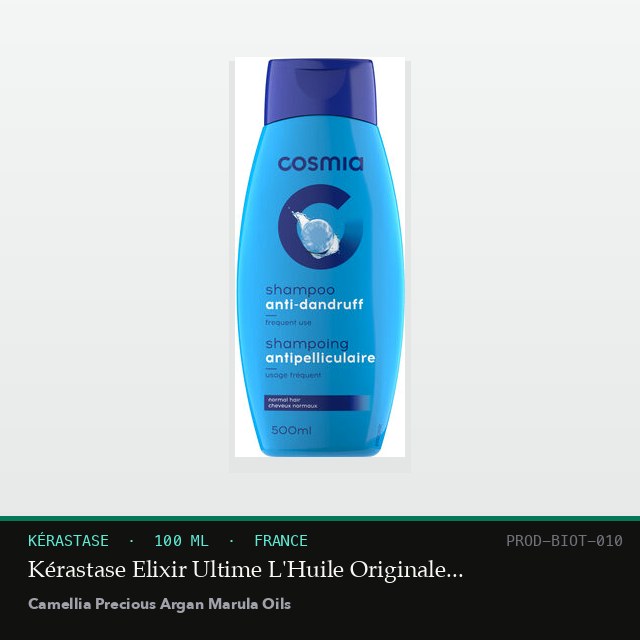 cosmia
shampoo
anti-dandruff
frequent use
shampoing
antipelliculaire
usage fréquent
normal hair
cheveux normaux
500ml
KÉRASTASE · 100 ML · FRANCE
PROD-BIOT-010
Kérastase Elixir Ultime L'Huile Originale...
Camellia Precious Argan Marula Oils